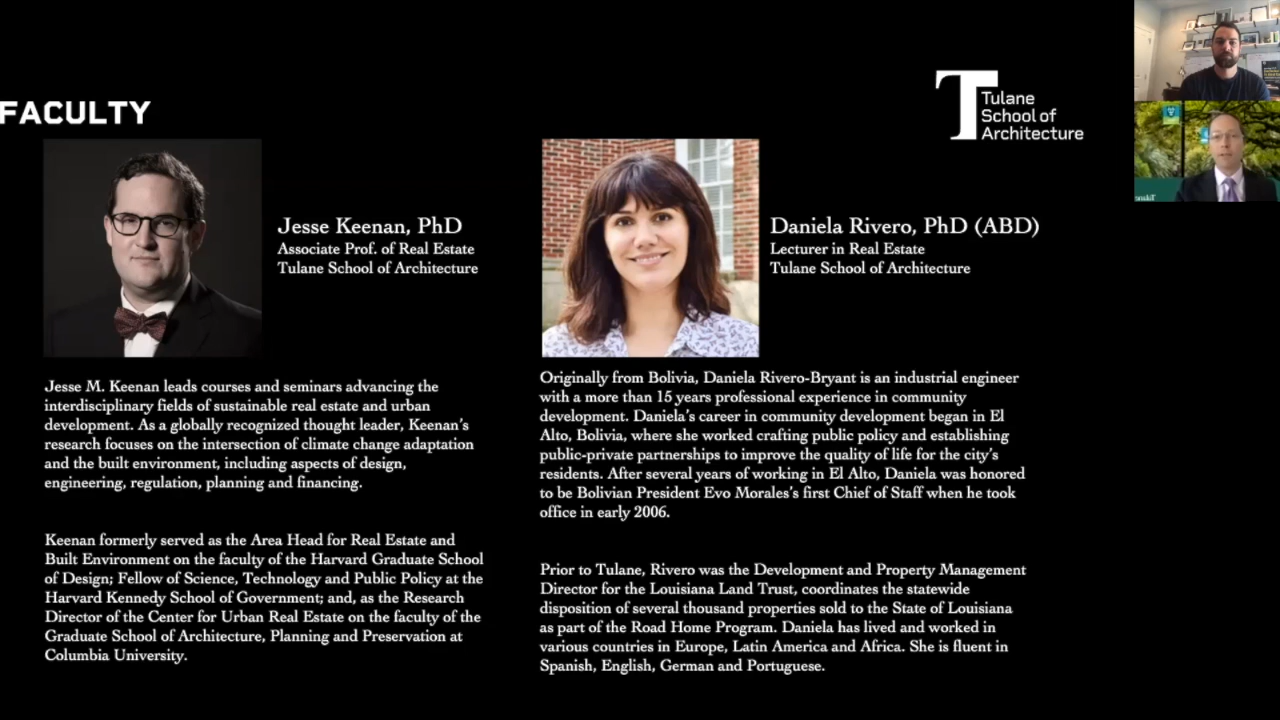 FACULTY
Tulane
School of
Architecture
Jesse Keenan, PhD
Associate Prof. of Real Estate
Tulane School of Architecture
Jesse M. Keenan leads courses and seminars advancing the
interdisciplinary fields of sustainable real estate and urban
development. As a globally recognized thought leader, Keenan's
research focuses on the intersection of climate change adaptation
and the built environment, including aspects of design,
engineering, regulation, planning and financing.
Keenan formerly served as the Area Head for Real Estate and
Built Environment on the faculty of the Harvard Graduate School
of Design; Fellow of Science, Technology and Public Policy at the
Harvard Kennedy School of Government; and, as the Research
Director of the Center for Urban Real Estate on the faculty of the
Graduate School of Architecture, Planning and Preservation at
Columbia University.
Daniela Rivero, PhD (ABD)
Lecturer in Real Estate
Tulane School of Architecture
Originally from Bolivia, Daniela Rivero-Bryant is an industrial engineer
with a more than 15 years professional experience in community
development. Daniela's career in community development began in El
Alto, Bolivia, where she worked crafting public policy and establishing
public-private partnerships to improve the quality of life for the city's
residents. After several years of working in El Alto, Daniela was honored
to be Bolivian President Evo Morales's first Chief of Staff when he took
office in early 2006.
Prior to Tulane, Rivero was the Development and Property Management
Director for the Louisiana Land Trust, coordinates the statewide
disposition of several thousand properties sold to the State of Louisiana
as part of the Road Home Program. Daniela has lived and worked in
various countries in Europe, Latin America and Africa. She is fluent in
Spanish, English, German and Portuguese.